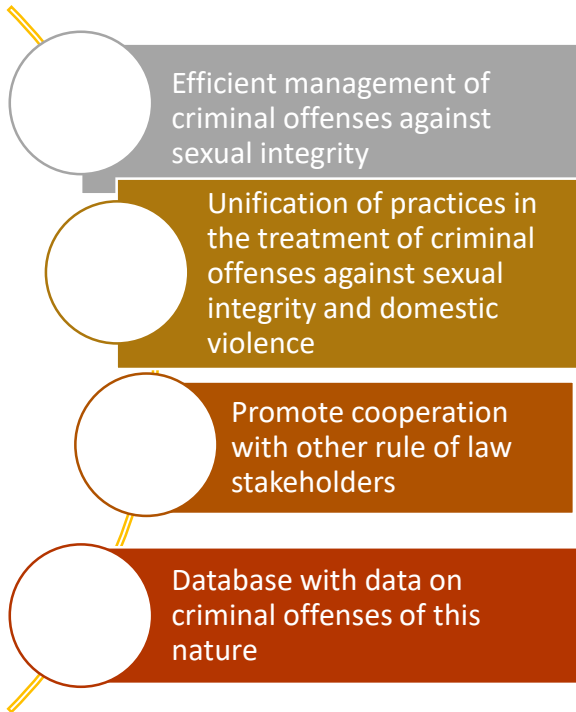 Efficient management of
criminal offenses against
sexual integrity
Unification of practices in
the treatment of criminal
offenses against sexual
integrity and domestic
violence
Promote cooperation
with other rule of law
stakeholders
Database with data on
criminal offenses of this
nature